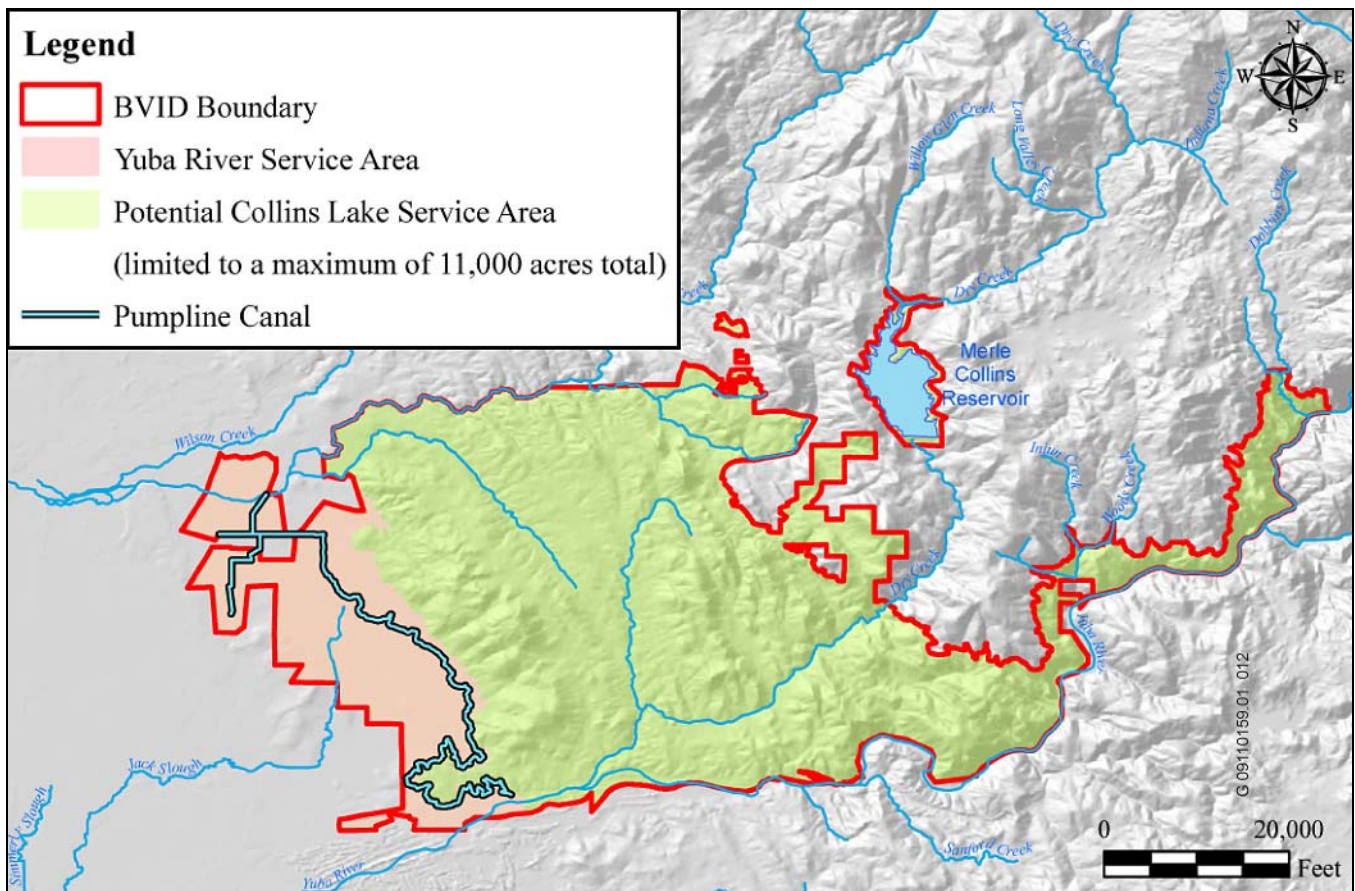 Legend
BVID Boundary
Yuba River Service Area
Potential Collins Lake Service Area
(limited to a maximum of 11,000 acres total)
Pumpline Canal
N
W
E
S
Dry Creek
Willow Glen Creek
Long Valley
Creek
Dobbins Creek
Creek
Dry Creek
Merle
Collins
Reservoir
Wilson Creek
Injun Creek
Woods Creek
Dry Creek
Yuba River
Jack Slough
Simmerly Slough
Yuba River
Sanford Creek
G 09110159.01 012
0
20,000
Feet